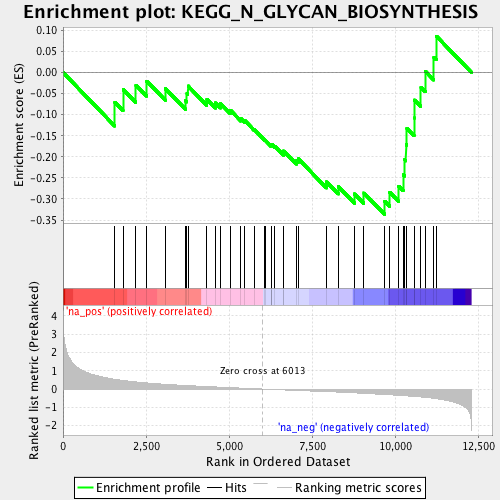 Enrichment plot: KEGG_N_GLYCAN_BIOSYNTHESIS
Enrichment score (ES)
0.10
0.05
0.00
-0.05
-0.10
-0.15
-0.20
-0.25
-0.30
-0.35
'na_pos' (positively correlated)
Ranked list metric (PreRanked)
4
3
2
1
0
-1
-2
Zero cross at 6013
'na_neg' (negatively correlated)
0 2,500 5,000 7,500 10,000 12,500
Rank in Ordered Dataset
Enrichment profile Hits Ranking metric scores